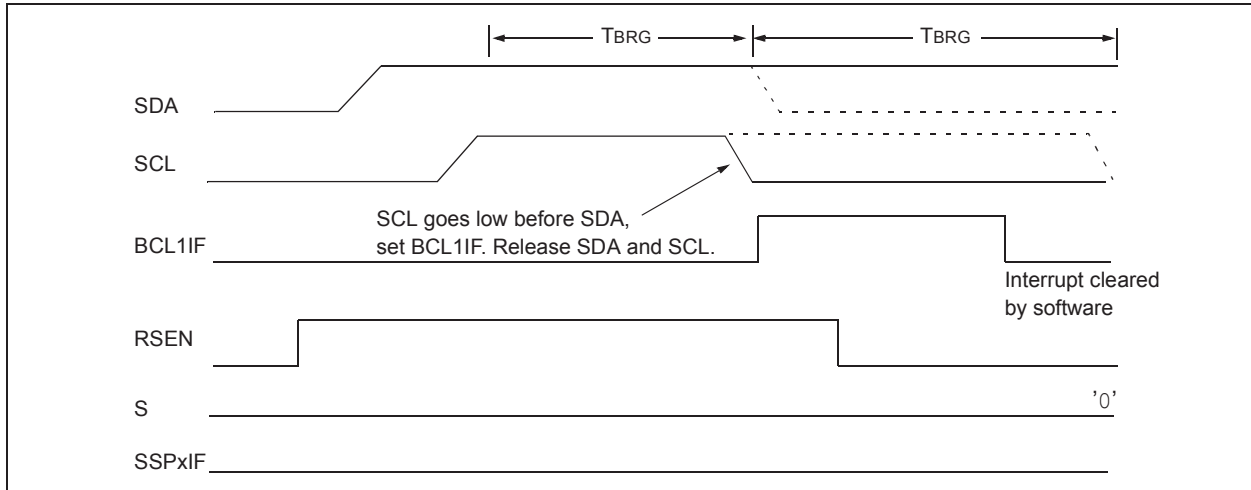 TBRG
TBRG
SDA
SCL
SCL goes low before SDA,
set BCL1IF. Release SDA and SCL.
BCL1IF
Interrupt cleared
by software
RSEN
S
'0'
SSPxIF